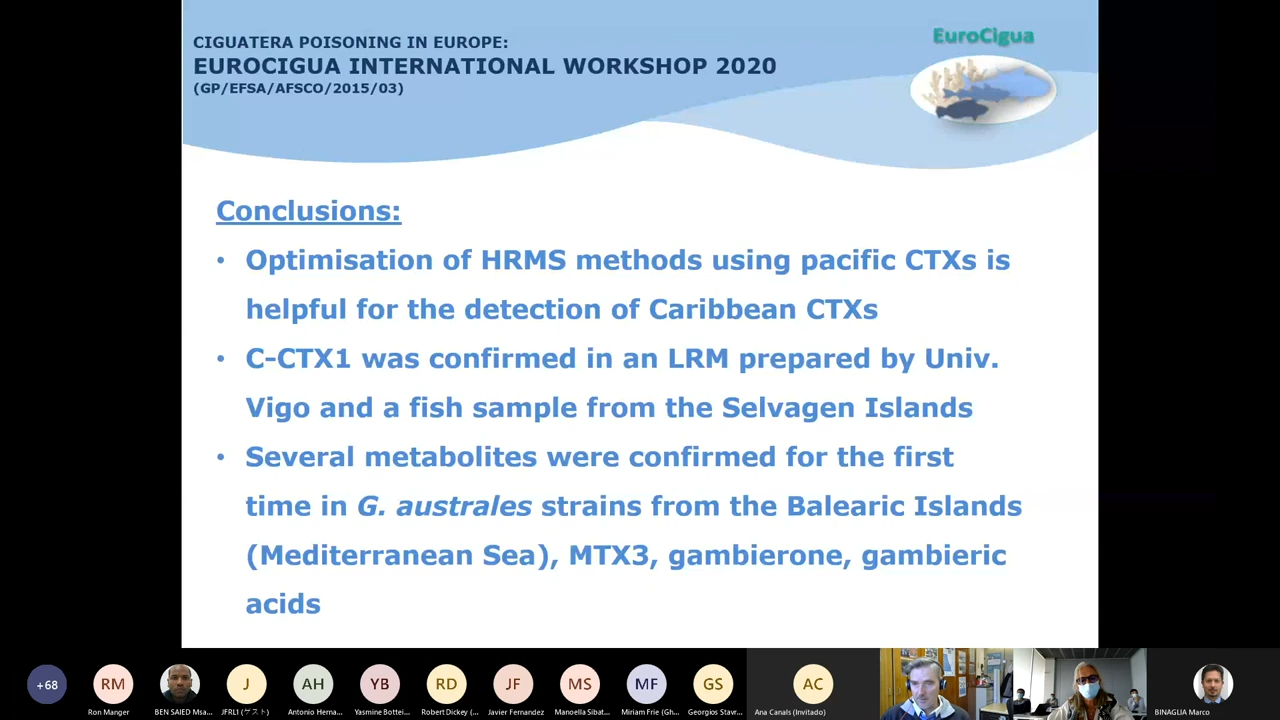 CIGUATERA POISONING IN EUROPE:
EUROCIGUA INTERNATIONAL WORKSHOP 2020
(GP/EFSA/AFSCO/2015/03)
EuroCigua
Conclusions:
• Optimisation of HRMS methods using pacific CTXs is
helpful for the detection of Caribbean CTXs
• C-CTX1 was confirmed in an LRM prepared by Univ.
Vigo and a fish sample from the Selvagen Islands
• Several metabolites were confirmed for the first
time in G. australes strains from the Balearic Islands
(Mediterranean Sea), MTX3, gambierone, gambieric
acids
+68
RM
J
AH
YB
RD
JF
MS
MF
GS
AC
Ron Manger
BEN SAIED Msa...
JFRL1 (ゲスト)
Antonio Herna...
Yasmine Bottei...
Robert Dickey (...
Javier Fernandez
Manoella Sibat...
Miriam Frie (Gh...
Georgios Stavr...
Ana Canals (Invitado)
BINAGLIA Marco